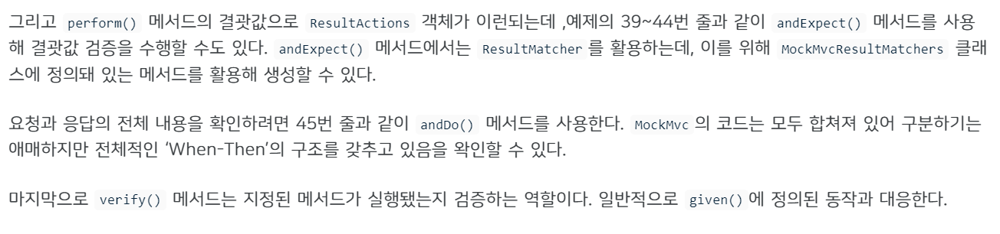 그리고 perform() 메서드의 결괏값으로 ResultActions 객체가 이런되는데 ,예제의 39~44번 줄과 같이 andExpect() 메서드를 사용
해 결괏값 검증을 수행할 수도 있다. andExpect() 메서드에서는 ResultMatcher 를 활용하는데, 이를 위해 MockMvcResultMatchers 클래
스에 정의돼 있는 메서드를 활용해 생성할 수 있다.
요청과 응답의 전체 내용을 확인하려면 45번 줄과 같이 andDo() 메서드를 사용한다. MockMvc 의 코드는 모두 합쳐져 있어 구분하기는
애매하지만 전체적인 ‘When-Then’의 구조를 갖추고 있음을 왁인할 수 있다.
마지막으로 verify() 메서드는 지정된 메서드가 실행됐는지 검증하는 역할이다. 일반적으로 given() 에 정의된 동작과 대응한다.